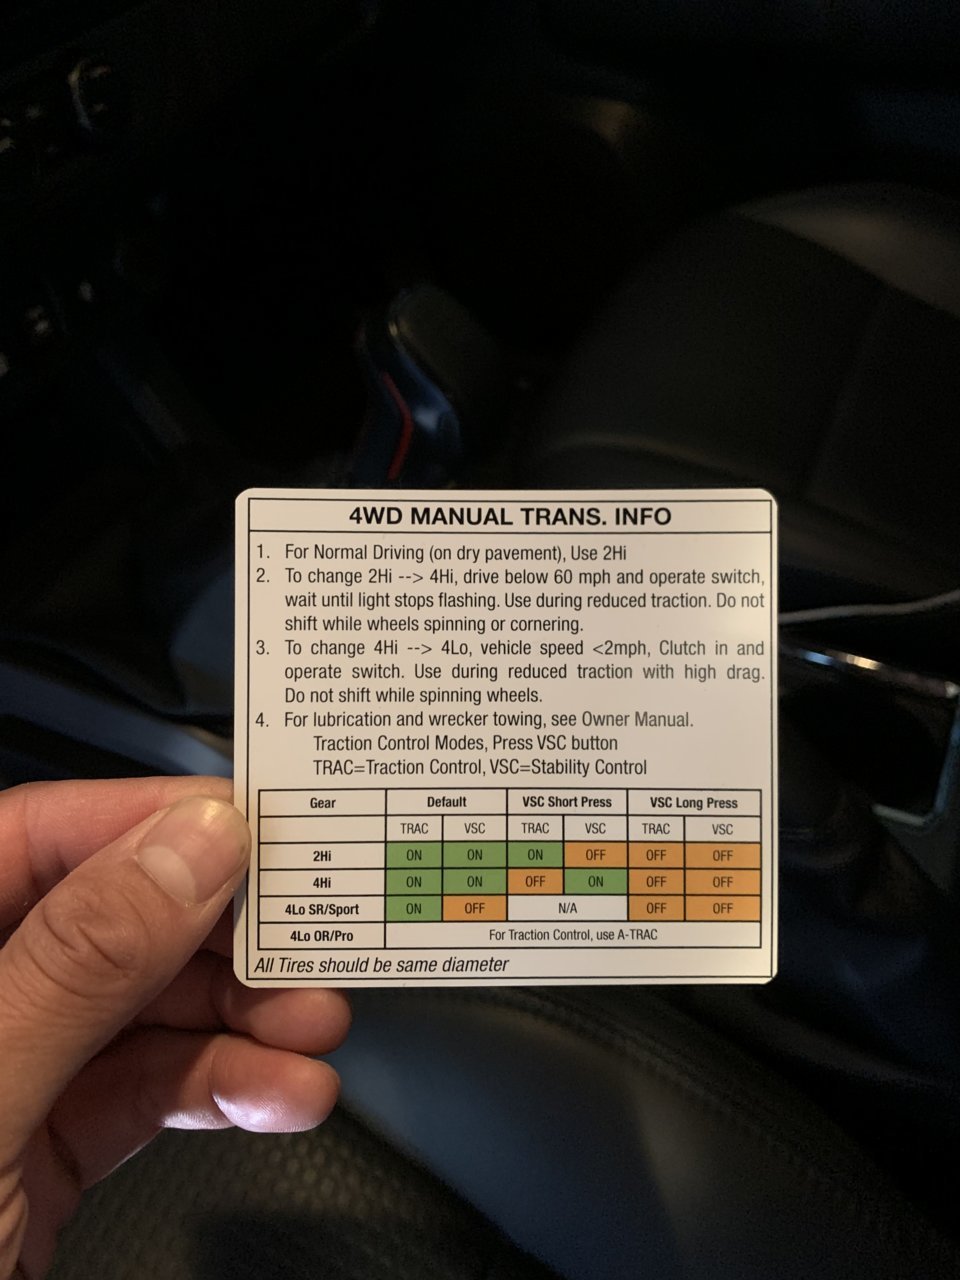 4WD MANUAL TRANS. INFO
1. For Normal Driving (on dry pavement), Use 2Hi
2. To change 2Hi --> 4Hi, drive below 60 mph and operate switch,
wait until light stops flashing. Use during reduced traction. Do not
shift while wheels spinning or cornering.
3. To change 4Hi --> 4Lo, vehicle speed <2mph, Clutch in and
operate switch. Use during reduced traction with high drag.
Do not shift while spinning wheels.
4. For lubrication and wrecker towing, see Owner Manual.
Traction Control Modes, Press VSC button
TRAC=Traction Control, VSC=Stability Control
Gear Default VSC Short Press VSC Long Press
TRAC VSC TRAC VSC TRAC VSC
2Hi ON ON ON OFF OFF OFF
4Hi ON ON OFF ON OFF OFF
4Lo SR/Sport ON OFF N/A OFF OFF
4Lo OR/Pro For Traction Control, use A-TRAC
All Tires should be same diameter